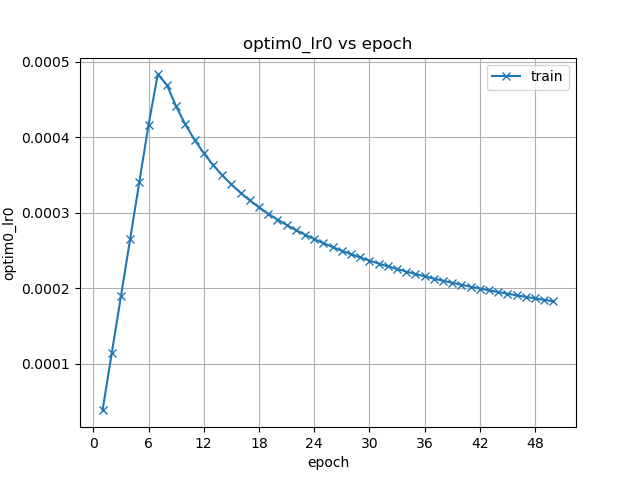 optim0_lr0 vs epoch
0.0005
0.0004
0.0003
0.0002
0.0001
optim0_lr0
train
0 6 12 18 24 30 36 42 48
epoch